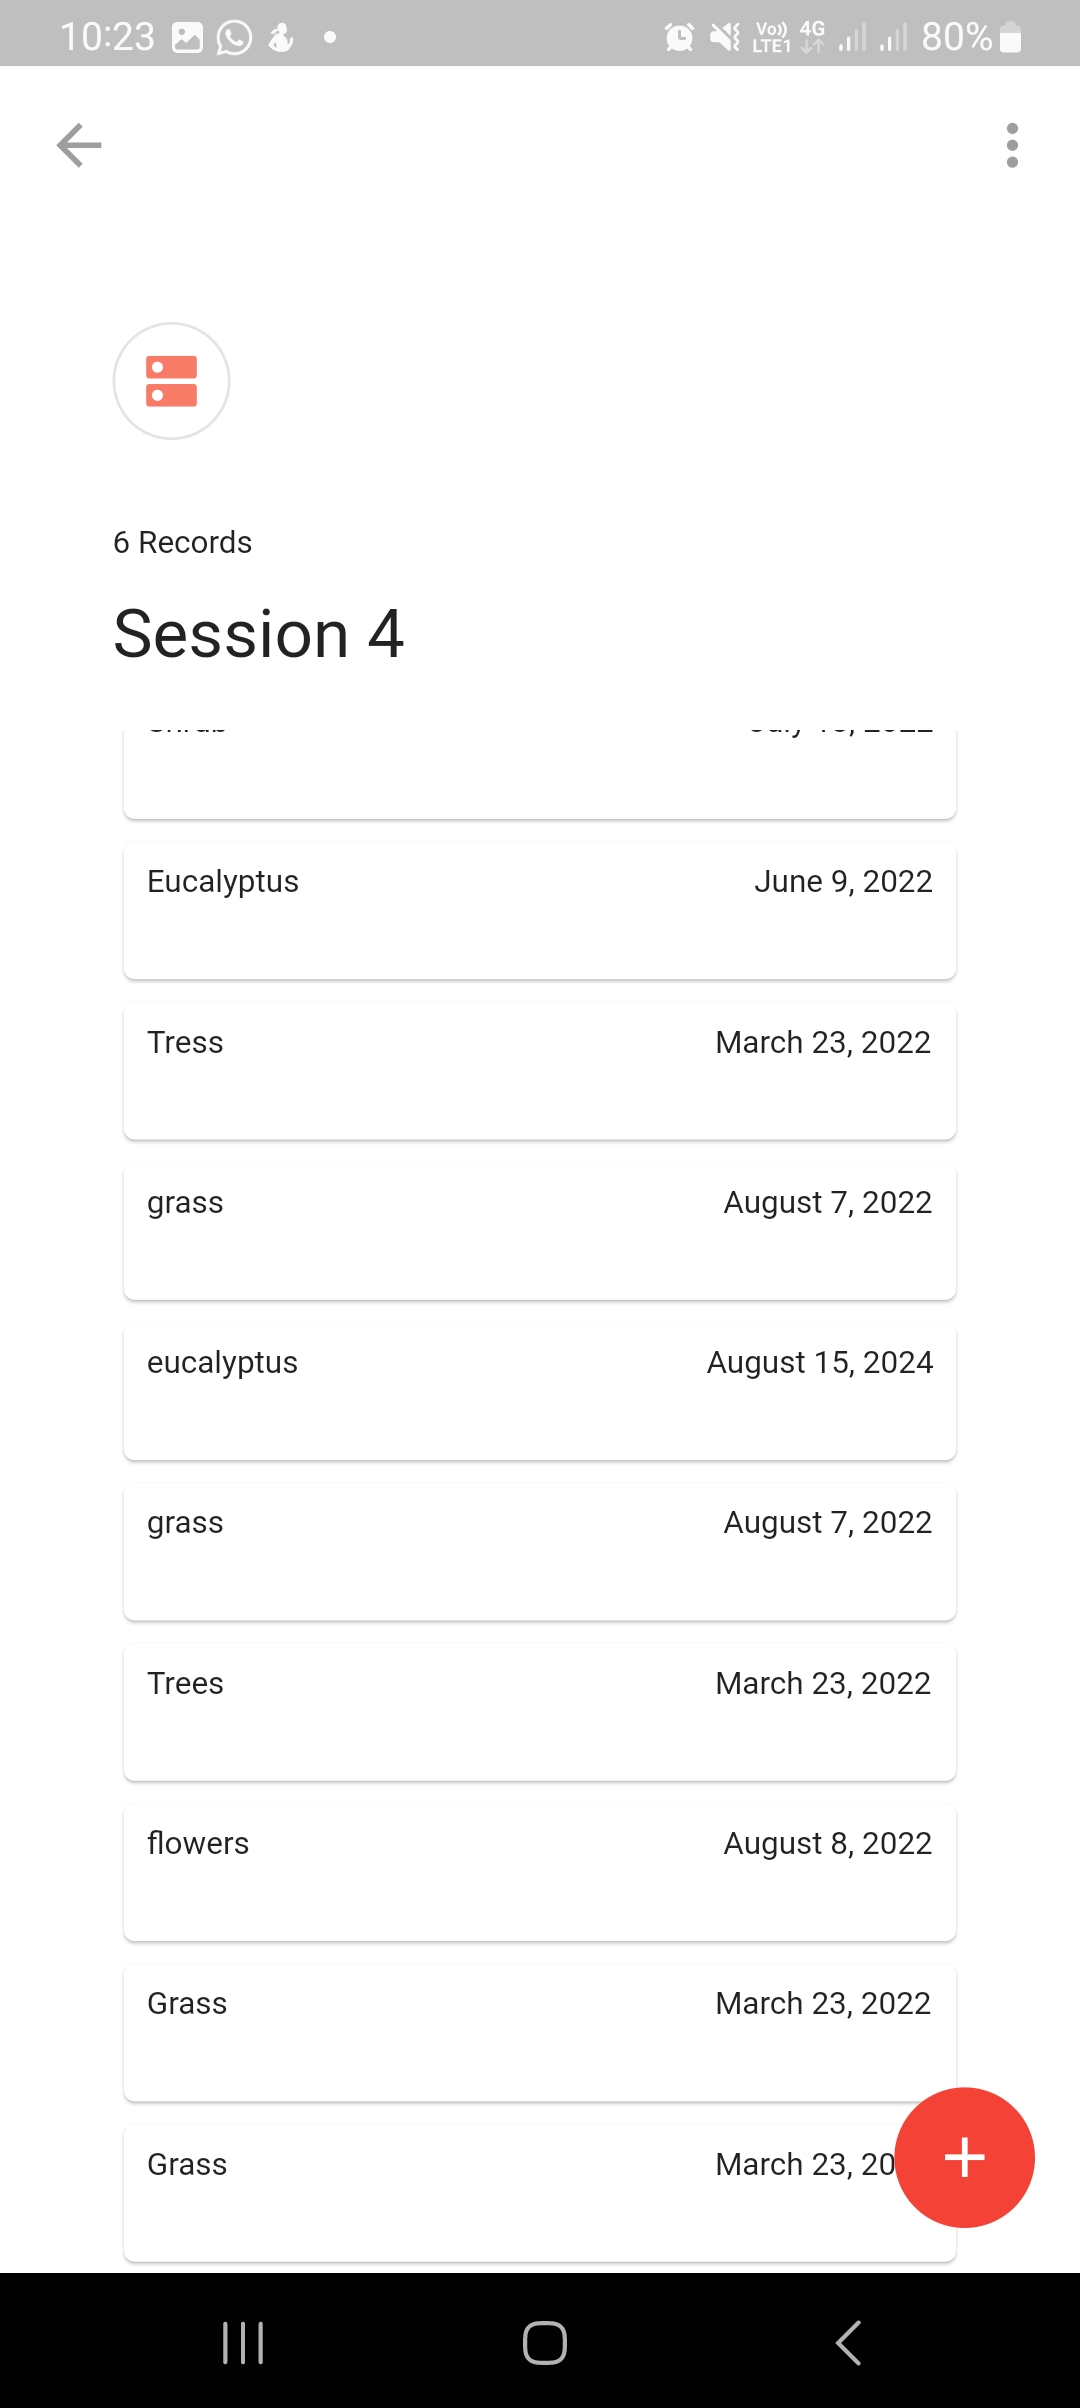 10:23 Vo)) 4G LTE1 80%
6 Records
Session 4
Eucalyptus June 9, 2022
Tress March 23, 2022
grass August 7, 2022
eucalyptus August 15, 2024
grass August 7, 2022
Trees March 23, 2022
flowers August 8, 2022
Grass March 23, 2022
Grass March 23, 20